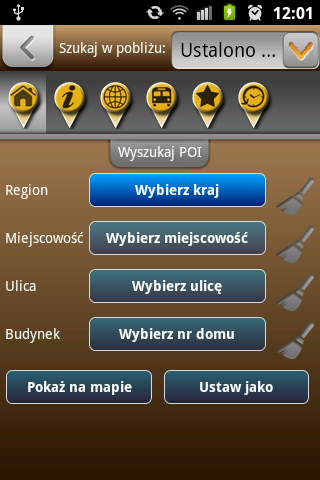 12:01
Szukaj w pobliżu:
Ustalono ...
Wyszukaj POI
Region
Wybierz kraj
Miejscowość
Wybierz miejscowość
Ulica
Wybierz ulicę
Budynek
Wybierz nr domu
Pokaż na mapie
Ustaw jako